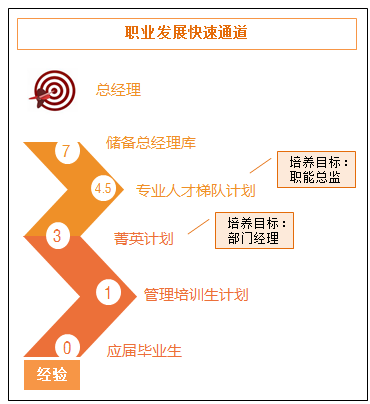 职业发展快速通道
总经理
7
储备总经理库
4.5
专业人才梯队计划
培养目标：
职能总监
3
菁英计划
培养目标：
部门经理
1
管理培训生计划
0
应届毕业生
经验